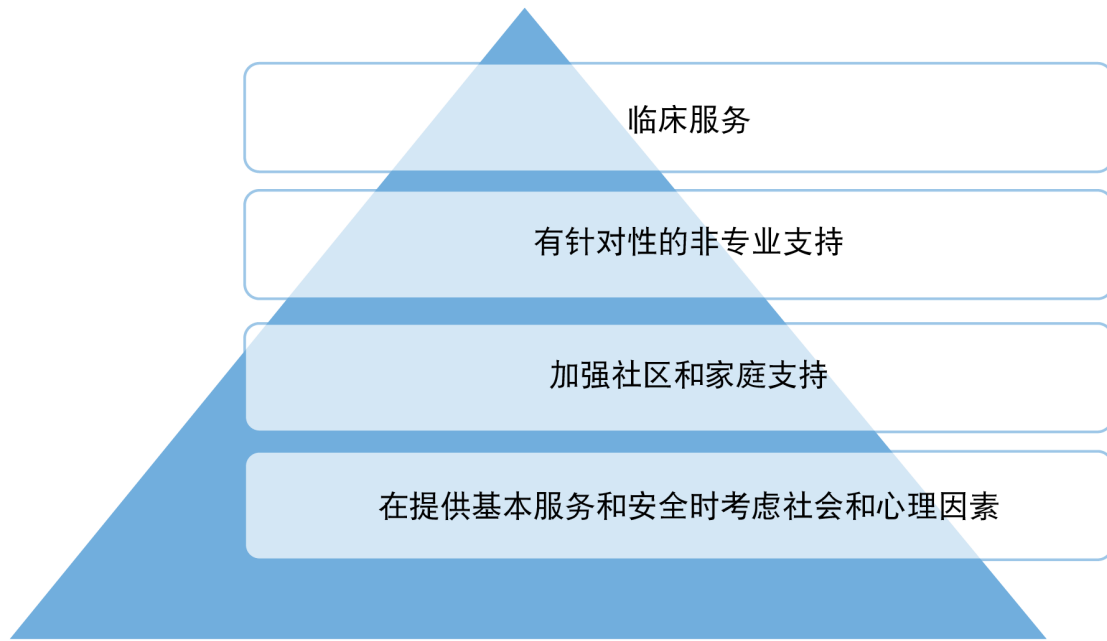 临床服务
有针对性的非专业支持
加强社区和家庭支持
在提供基本服务和安全时考虑社会和心理因素